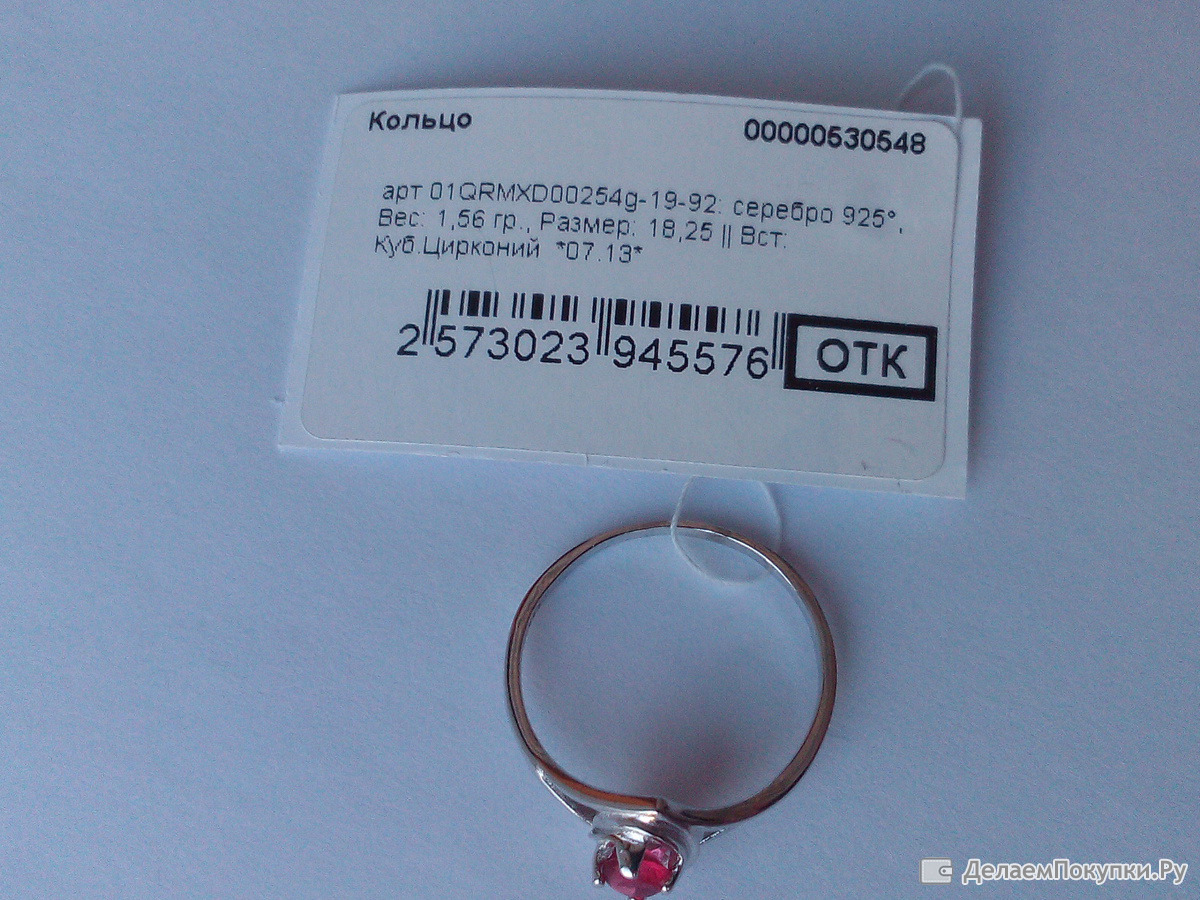 Кольцо 00000530548
арт 01QRMXD00254g-19-92: серебро 925°,
Вес: 1,56 гр., Размер: 18,25 || Вст:
Куб.Цирконий *07.13*
2 573023 945576 ОТК
ДелаемПокупки.Ру